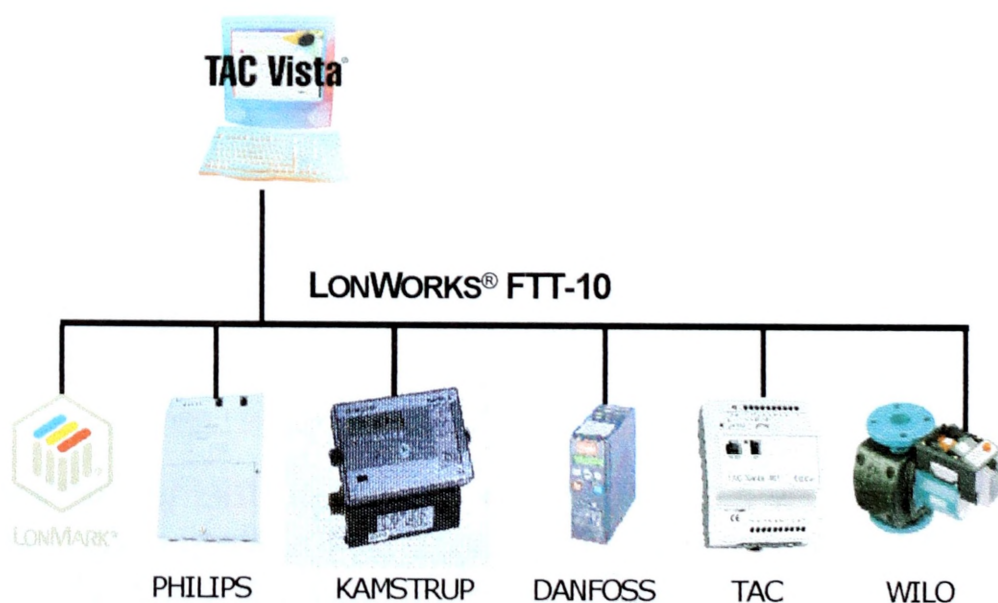 TAC Vista®
LONWORKS® FTT-10
LONMARK®
PHILIPS
KAMSTRUP
DANFOSS
TAC
WILO